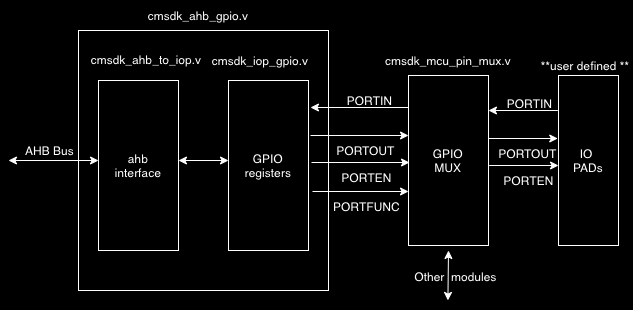 cmsdk_ahb_gpio.v
cmsdk_ahb_to_iop.v
cmsdk_iop_gpio.v
cmsdk_mcu_pin_mux.v
**user defined **
AHB Bus
ahb
interface
GPIO
registers
PORTIN
PORTOUT
PORTEN
PORTFUNC
GPIO
MUX
PORTIN
PORTOUT
PORTEN
IO
PADs
Other modules